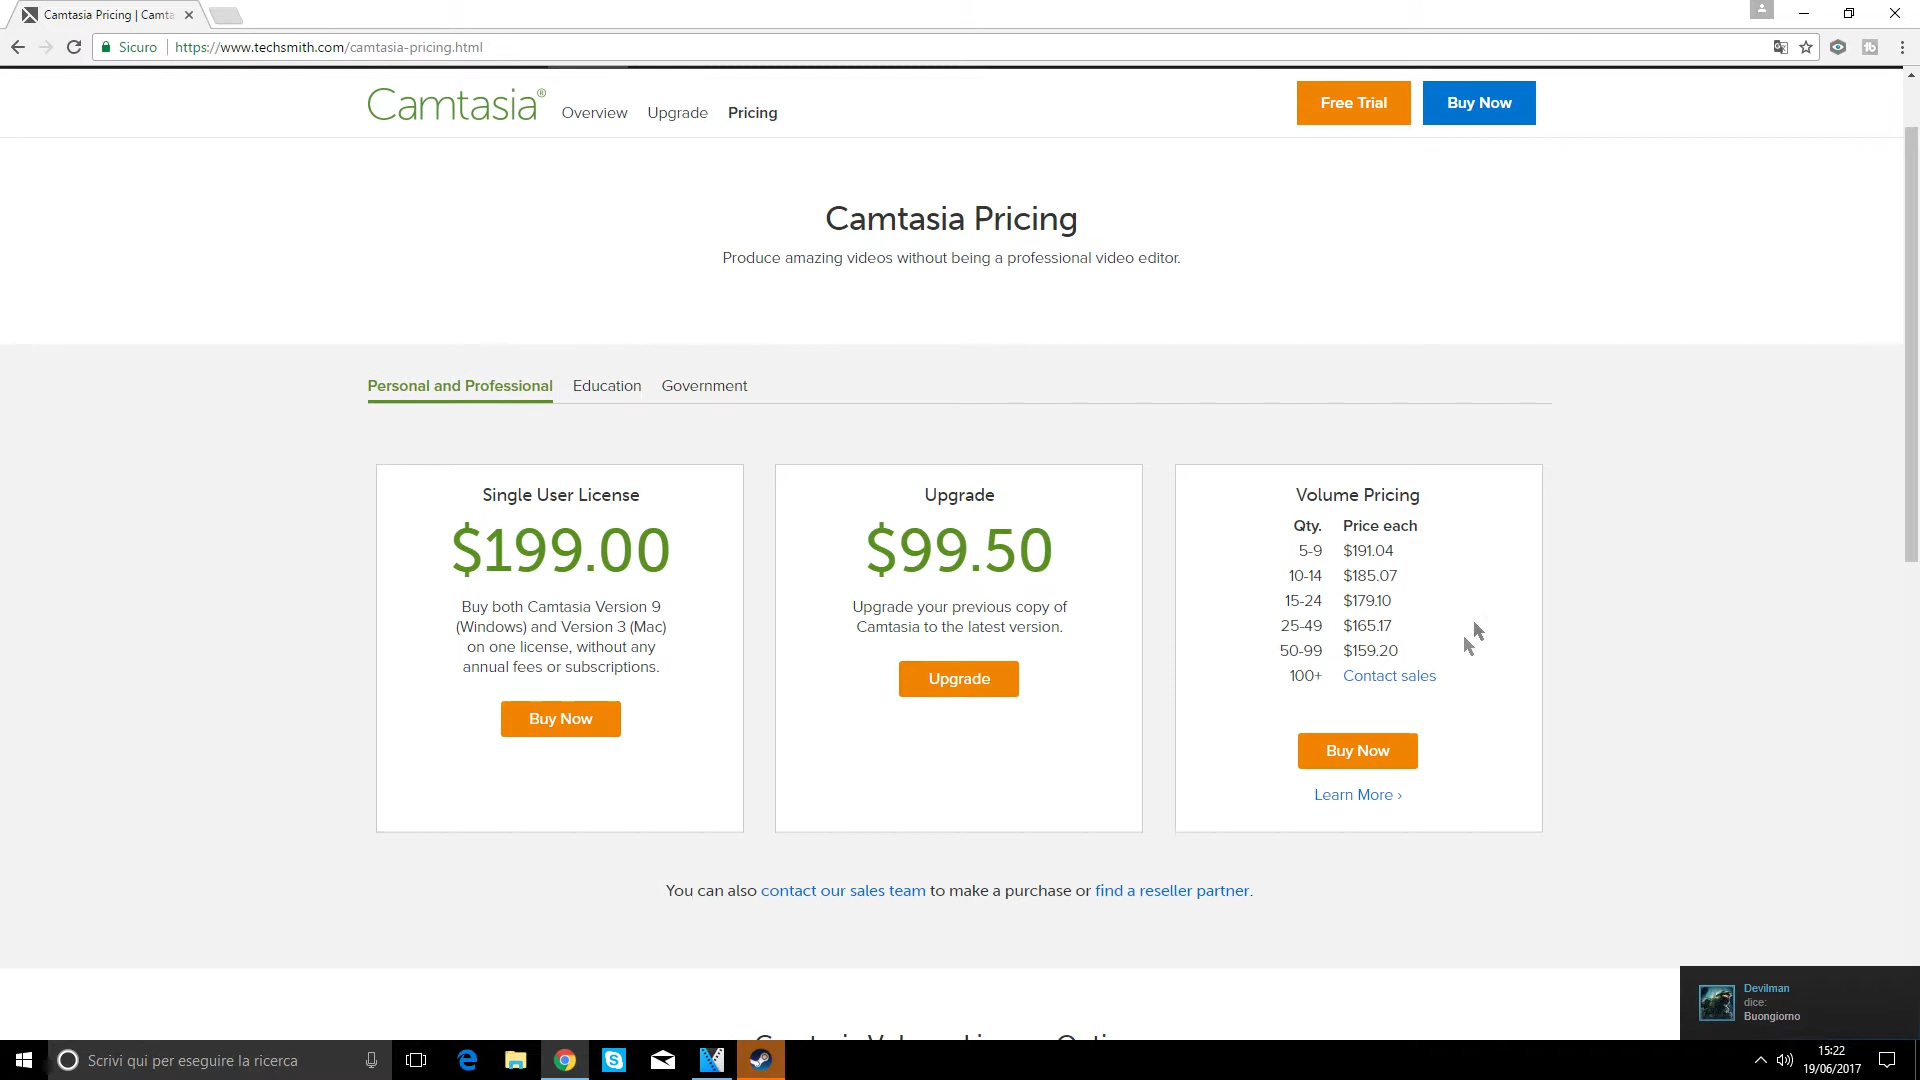 Camtasia Pricing | Camta
Sicuro
https://www.techsmith.com/camtasia-pricing.html
Camtasia®
Overview
Upgrade
Pricing
Free Trial
Buy Now
Camtasia Pricing
Produce amazing videos without being a professional video editor.
Personal and Professional
Education
Government
Single User License
$199.00
Buy both Camtasia Version 9
(Windows) and Version 3 (Mac)
on one license, without any
annual fees or subscriptions.
Buy Now
Upgrade
$99.50
Upgrade your previous copy of
Camtasia to the latest version.
Upgrade
Volume Pricing
Qty. Price each
5-9 $191.04
10-14 $185.07
15-24 $179.10
25-49 $165.17
50-99 $159.20
100+ Contact sales
Buy Now
Learn More ›
You can also contact our sales team to make a purchase or find a reseller partner.
Devilman
dice:
Buongiorno
Scrivi qui per eseguire la ricerca
15:22
19/06/2017